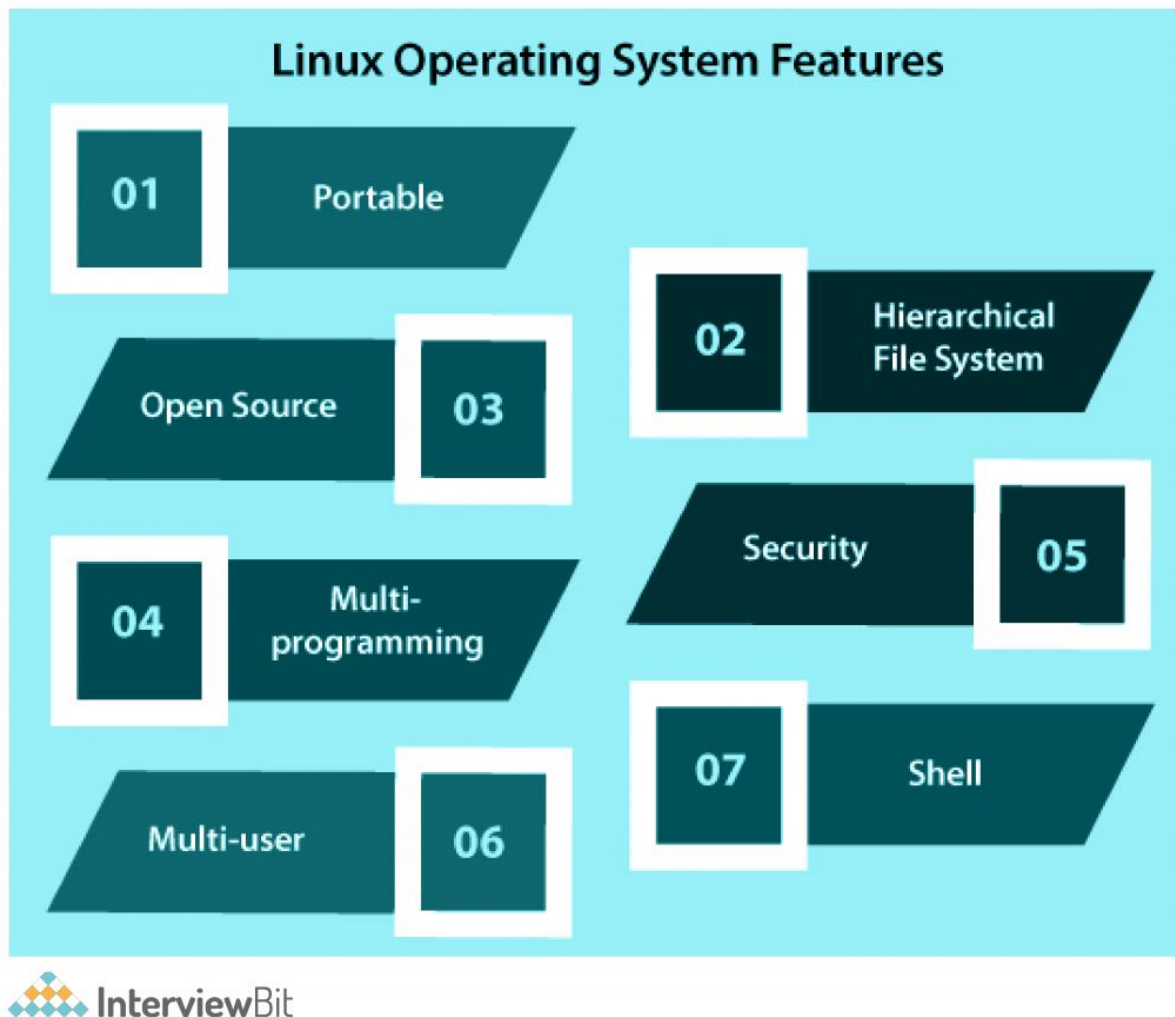 Linux Operating System Features
01
Portable
02
Hierarchical
File System
Open Source
03
04
Multi-
programming
Security
05
Multi-user
06
07
Shell
InterviewBit